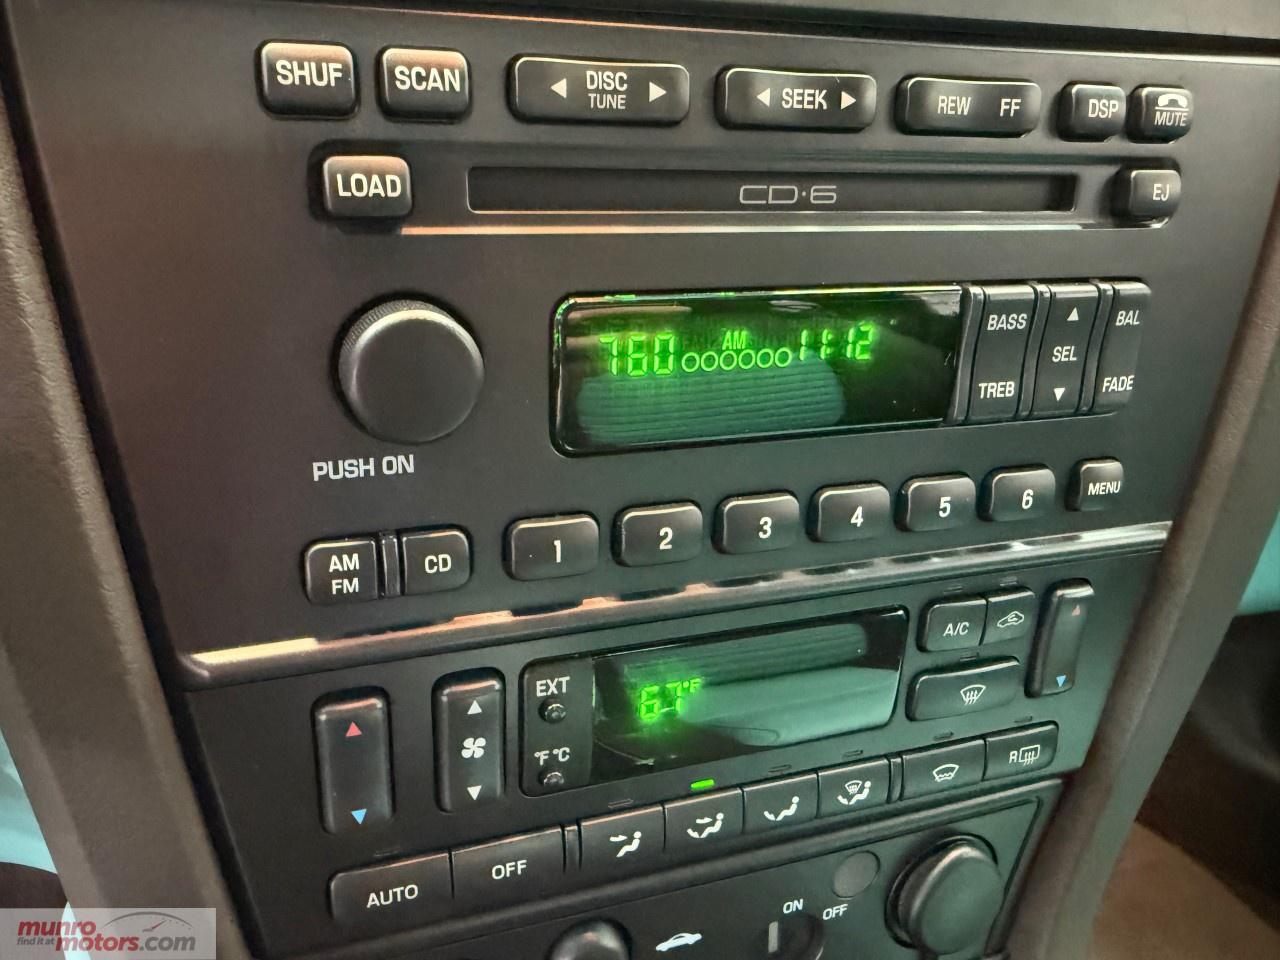 SHUF SCAN DISC TUNE SEEK REW FF DSP MUTE
LOAD CD·6 EJ
760 AM 11:12 BASS TREB SEL BAL FADE
PUSH ON
AM FM CD 1 2 3 4 5 6 MENU
A/C
EXT 67°F
°F °C
R
AUTO OFF
ON OFF
munro
find it at motors.com